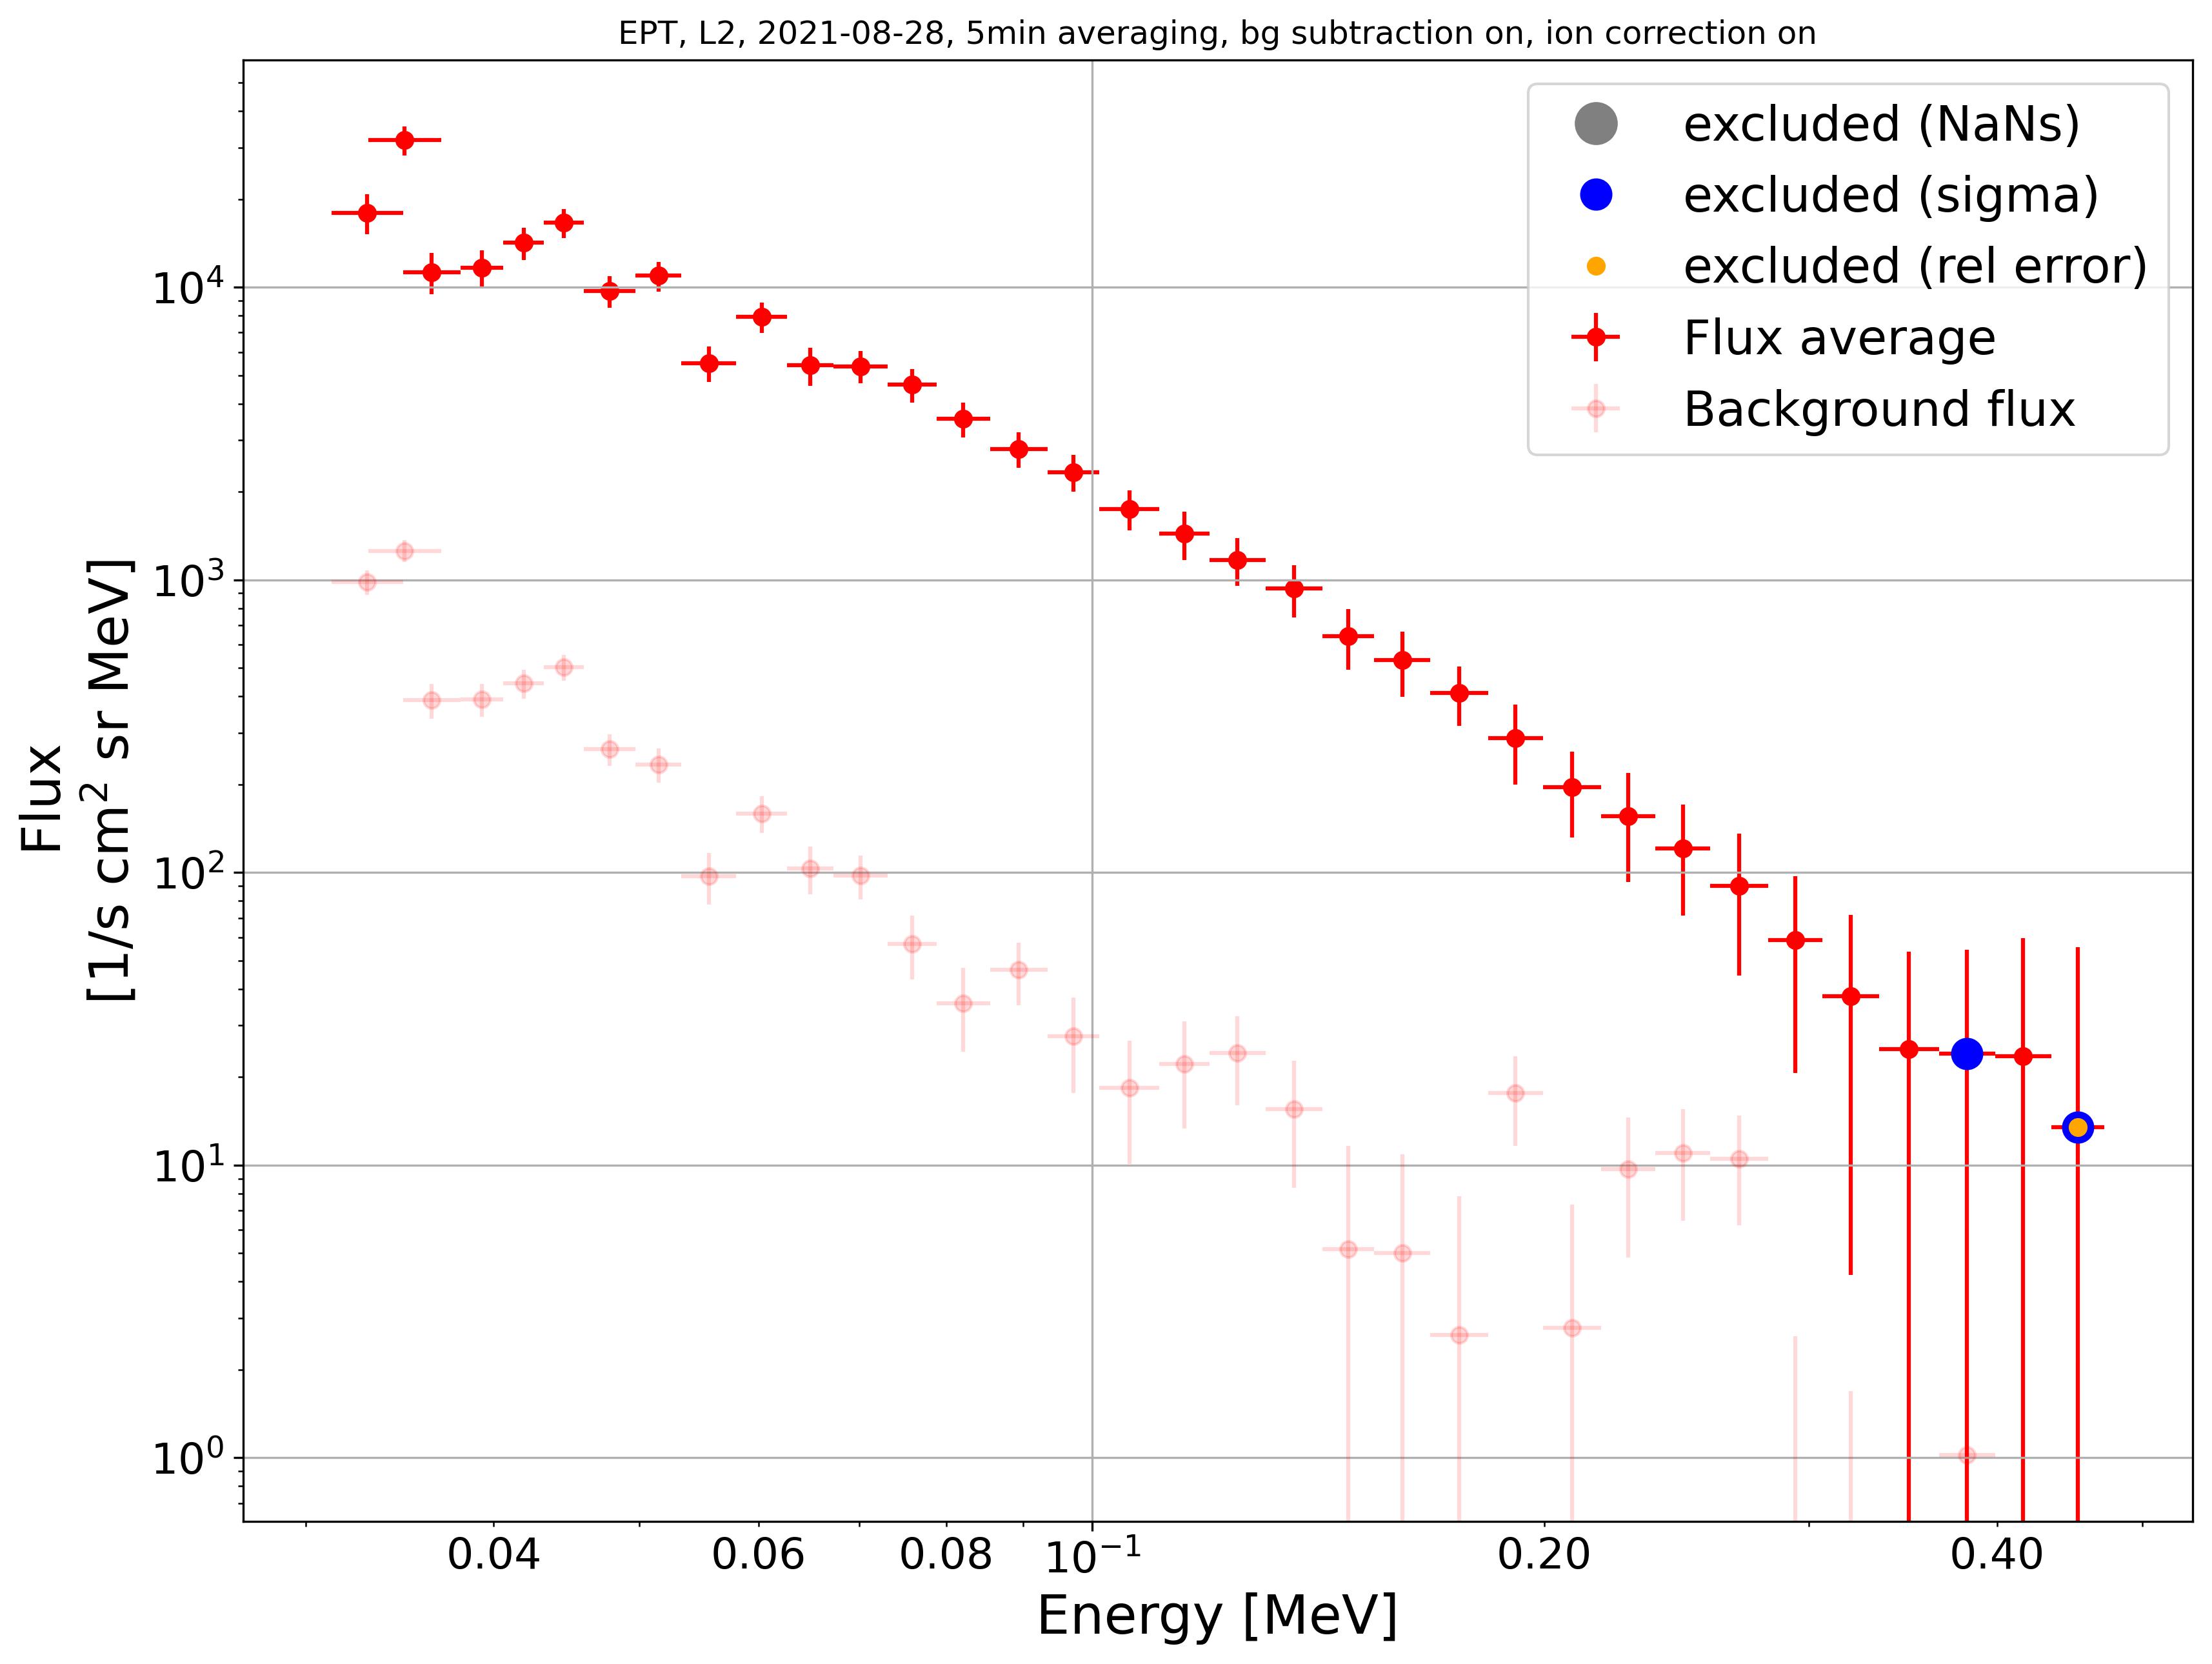 EPT, L2, 2021-08-28, 5min averaging, bg subtraction on, ion correction on
excluded (NaNs)
excluded (sigma)
excluded (rel error)
Flux average
Background flux
Flux
[1/s cm² sr MeV]
10⁴
10³
10²
10¹
10⁰
0.04 0.06 0.08 10⁻¹ 0.20 0.40
Energy [MeV]